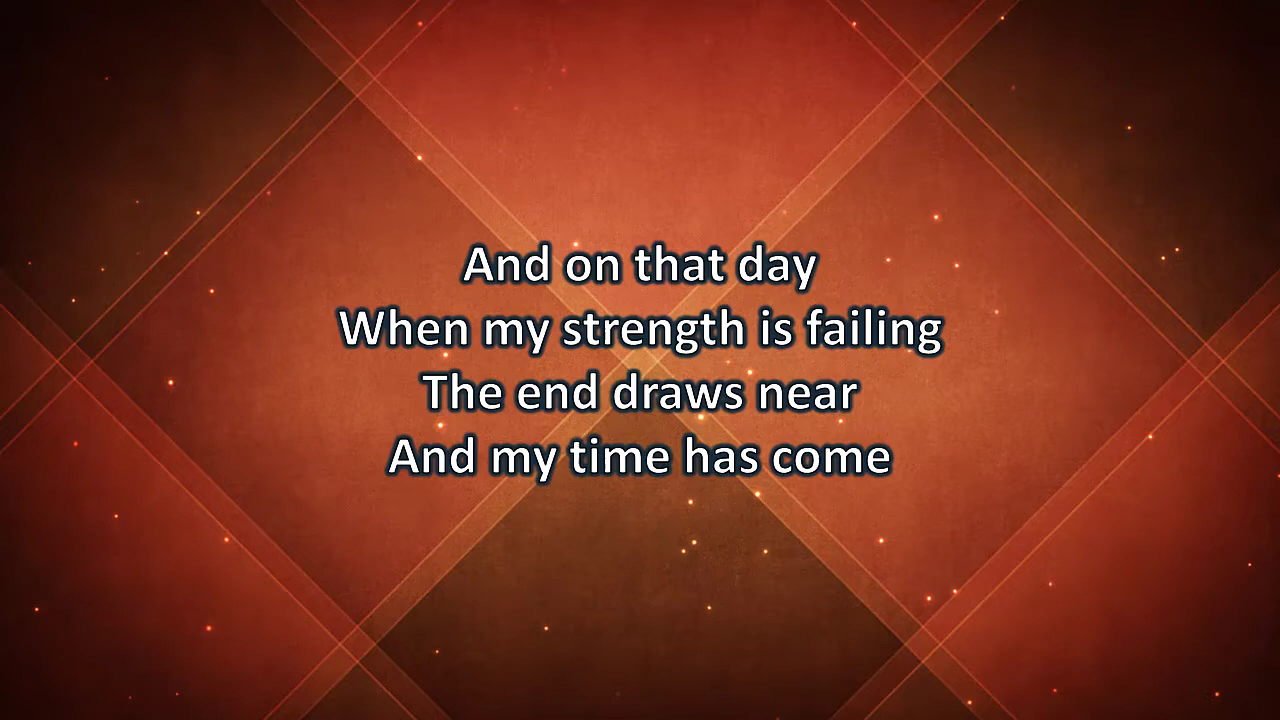 And on that day
When my strength is failing
The end draws near
And my time has come